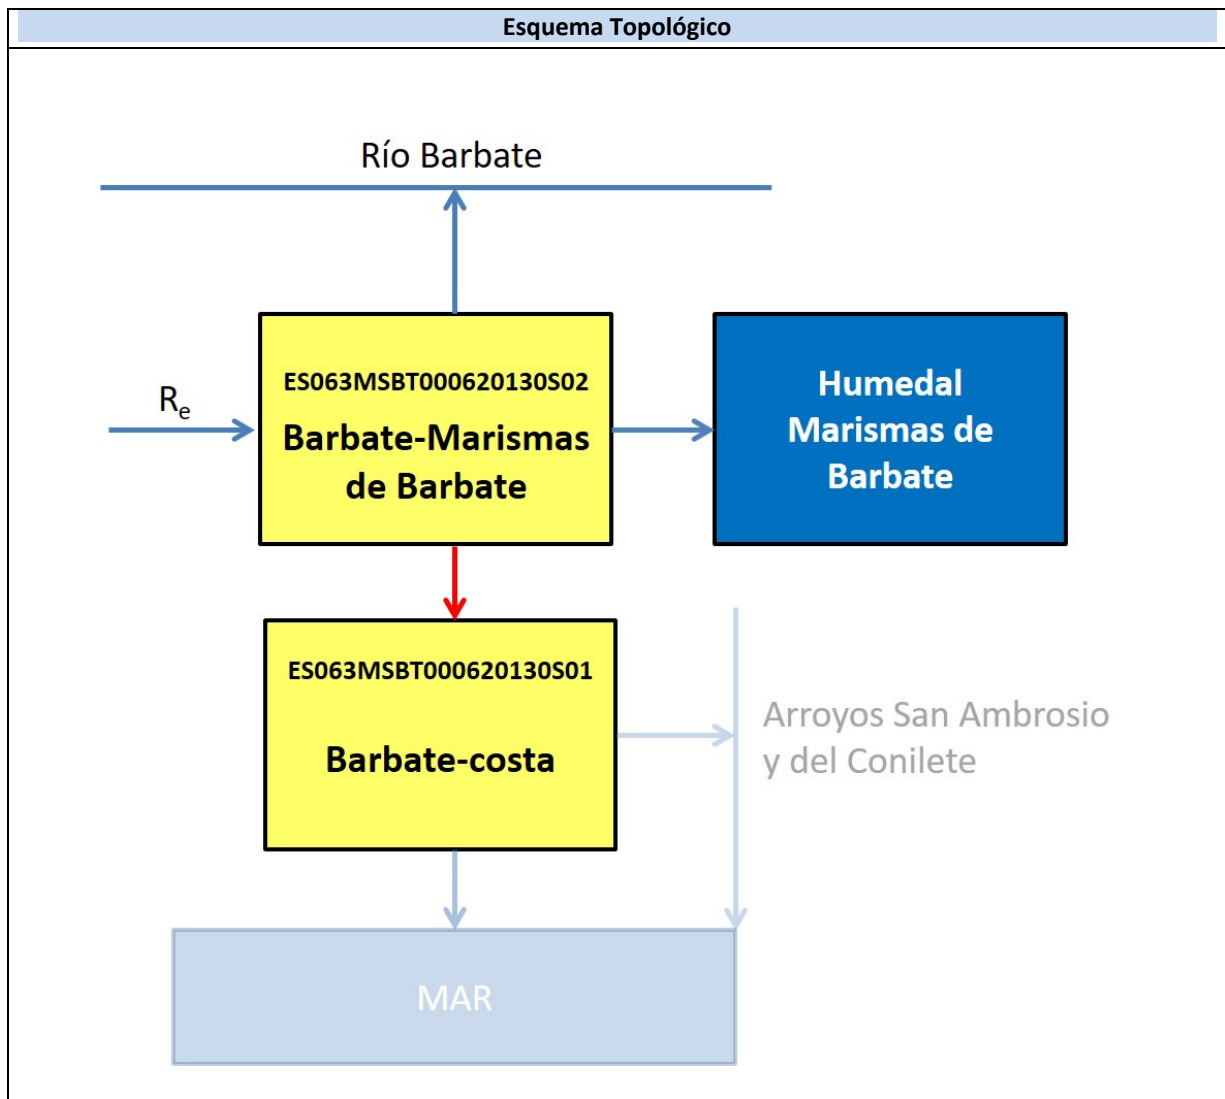 Esquema Topológico
Río Barbate
ES063MSBT000620130S02
Barbate-Marismas
de Barbate
Re
Humedal
Marismas de
Barbate
ES063MSBT000620130S01
Barbate-costa
Arroyos San Ambrosio
y del Conilete
MAR